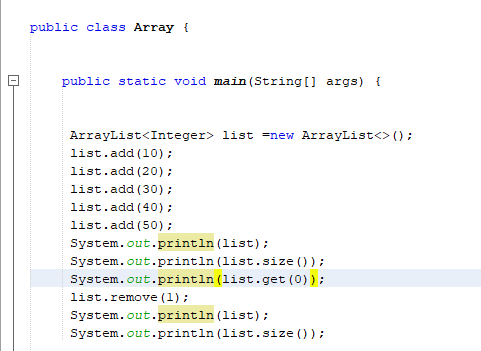 public class Array {
public static void main(String[] args) {
ArrayList<Integer> list =new ArrayList<>();
list.add(10);
list.add(20);
list.add(30);
list.add(40);
list.add(50);
System.out.println(list);
System.out.println(list.size());
System.out.println(list.get(0));
list.remove(1);
System.out.println(list);
System.out.println(list.size());